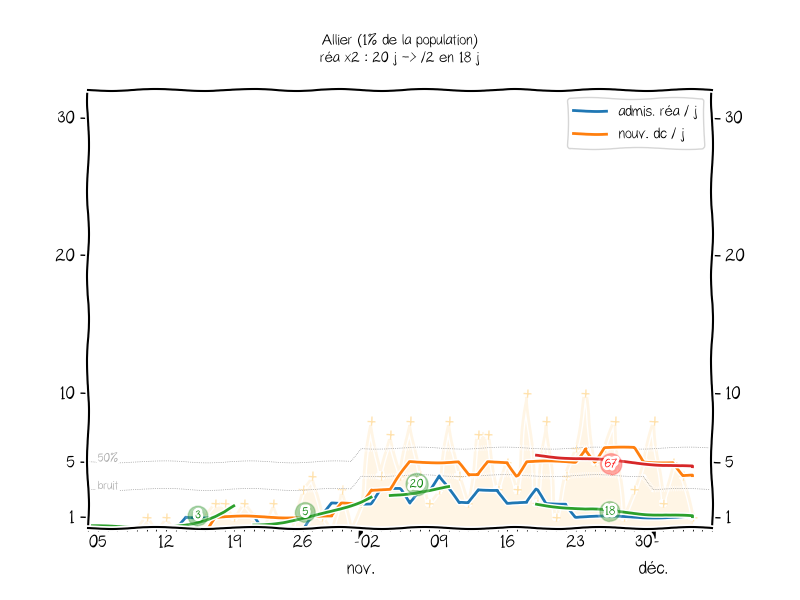 Allier (1% de la population)
réa x2 : 20 j -> /2 en 18 j
admis. réa / j
nouv. dc / j
30
30
20
20
10
10
5
5
1
1
50%
bruit
3
5
20
67
18
05 12 19 26 02 09 16 23 30
nov. déc.